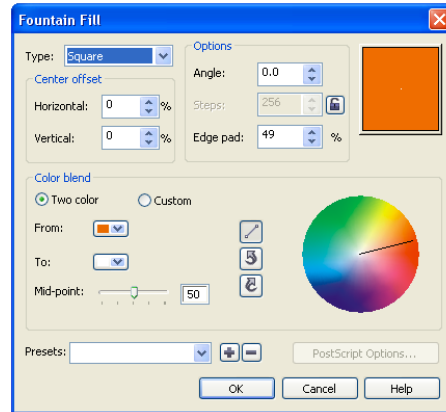 Fountain Fill
Type: Square
Center offset
Horizontal: 0 %
Vertical: 0 %
Options
Angle: 0.0
Steps: 256
Edge pad: 49 %
Color blend
Two color Custom
From:
To:
Mid-point: 50
Presets:
PostScript Options...
OK Cancel Help